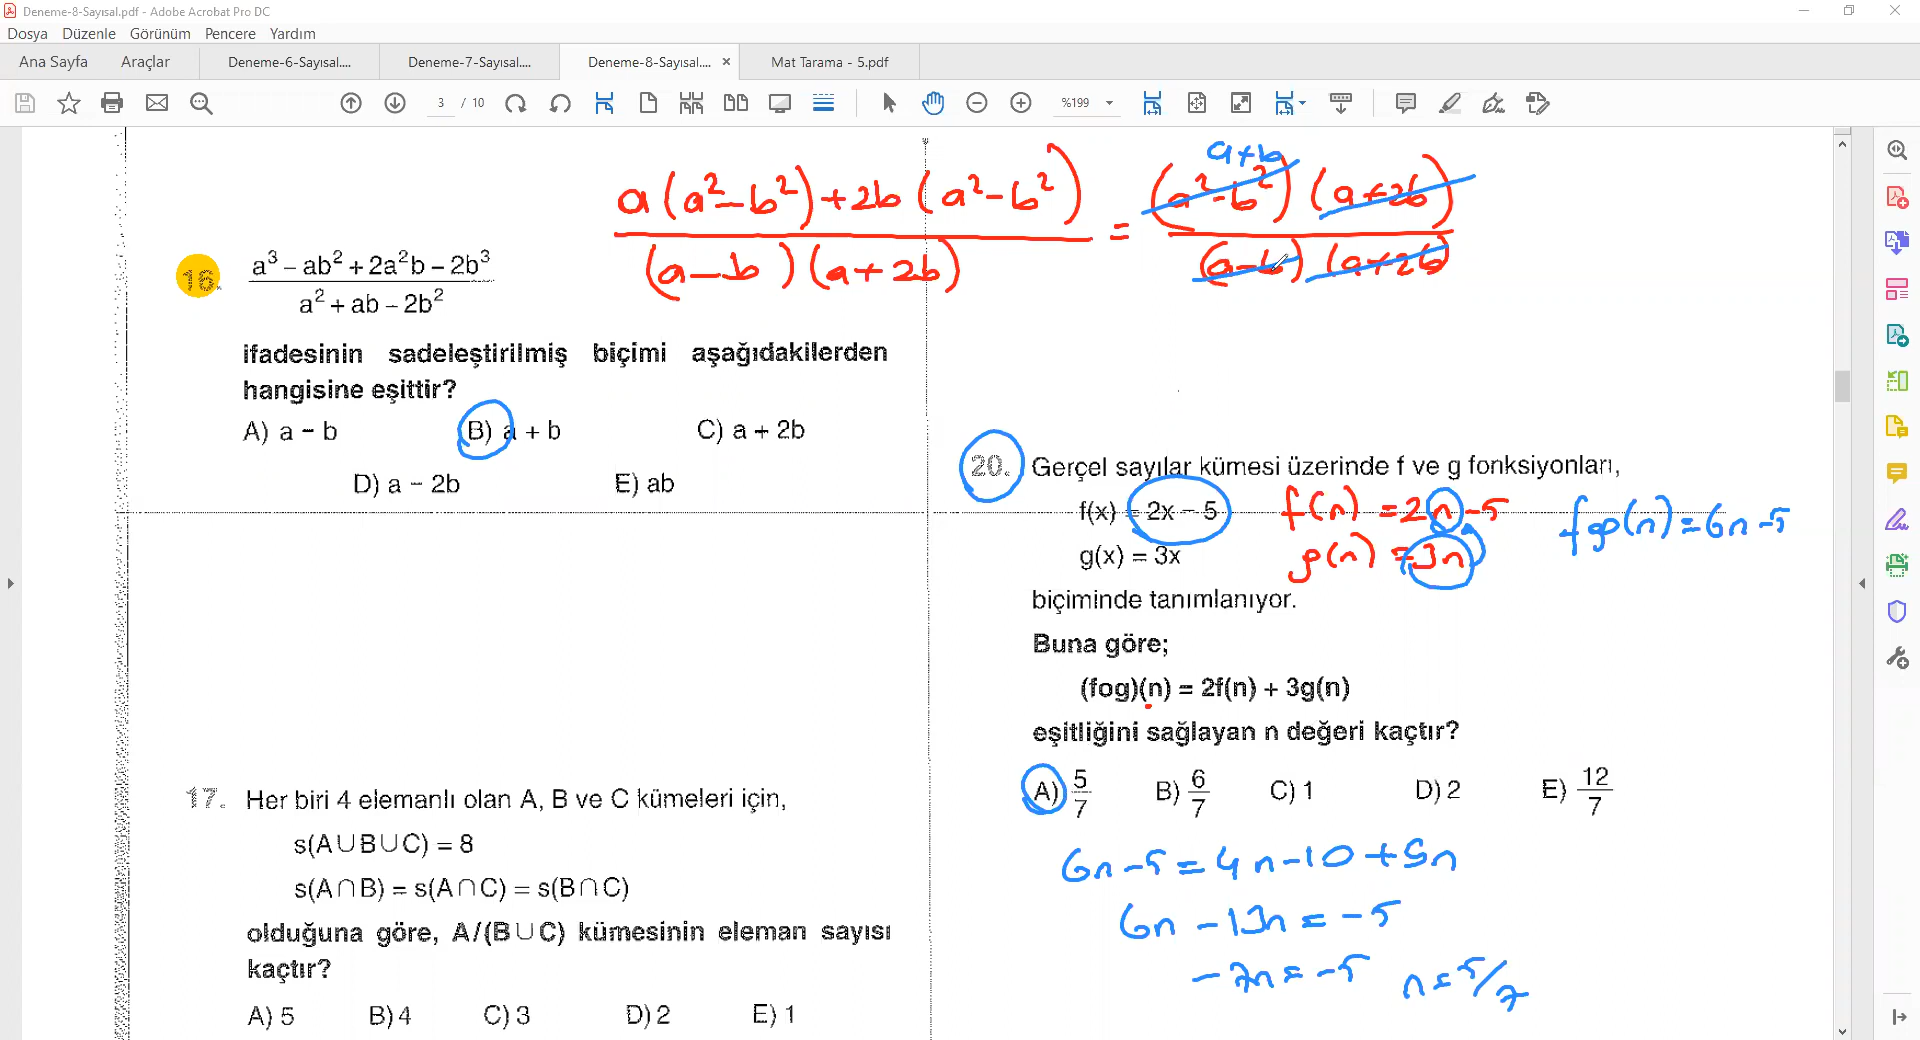 Deneme-8-Sayısal.pdf - Adobe Acrobat Pro DC
Dosya Düzenle Görünüm Pencere Yardım
Ana Sayfa Araçlar Deneme-6-Sayısal.... Deneme-7-Sayısal.... Deneme-8-Sayısal.... × Mat Tarama - 5.pdf
3 / 10 %199
a(a²-b²)+2b(a²-b²) / (a-b)(a+2b) = (a²-b²)(a+2b) / (a-b)(a+2b)
a+b
16. a³ - ab² + 2a²b - 2b³ / a² + ab - 2b²
ifadesinin sadeleştirilmiş biçimi aşağıdakilerden
hangisine eşittir?
A) a - b B) a + b C) a + 2b
D) a - 2b E) ab
17. Her biri 4 elemanlı olan A, B ve C kümeleri için,
s(A∪B∪C) = 8
s(A∩B) = s(A∩C) = s(B∩C)
olduğuna göre, A/(B∪C) kümesinin eleman sayısı
kaçtır?
A) 5 B) 4 C) 3 D) 2 E) 1
20. Gerçel sayılar kümesi üzerinde f ve g fonksiyonları,
f(x) = 2x - 5 f(n) = 2n-5 fog(n)=6n-5
g(x) = 3x g(n) = 3n
biçiminde tanımlanıyor.
Buna göre;
(fog)(n) = 2f(n) + 3g(n)
eşitliğini sağlayan n değeri kaçtır?
A) 5/7 B) 6/7 C) 1 D) 2 E) 12/7
6n-5=4n-10+9n
6n-13n=-5
-7n=-5 n=5/7